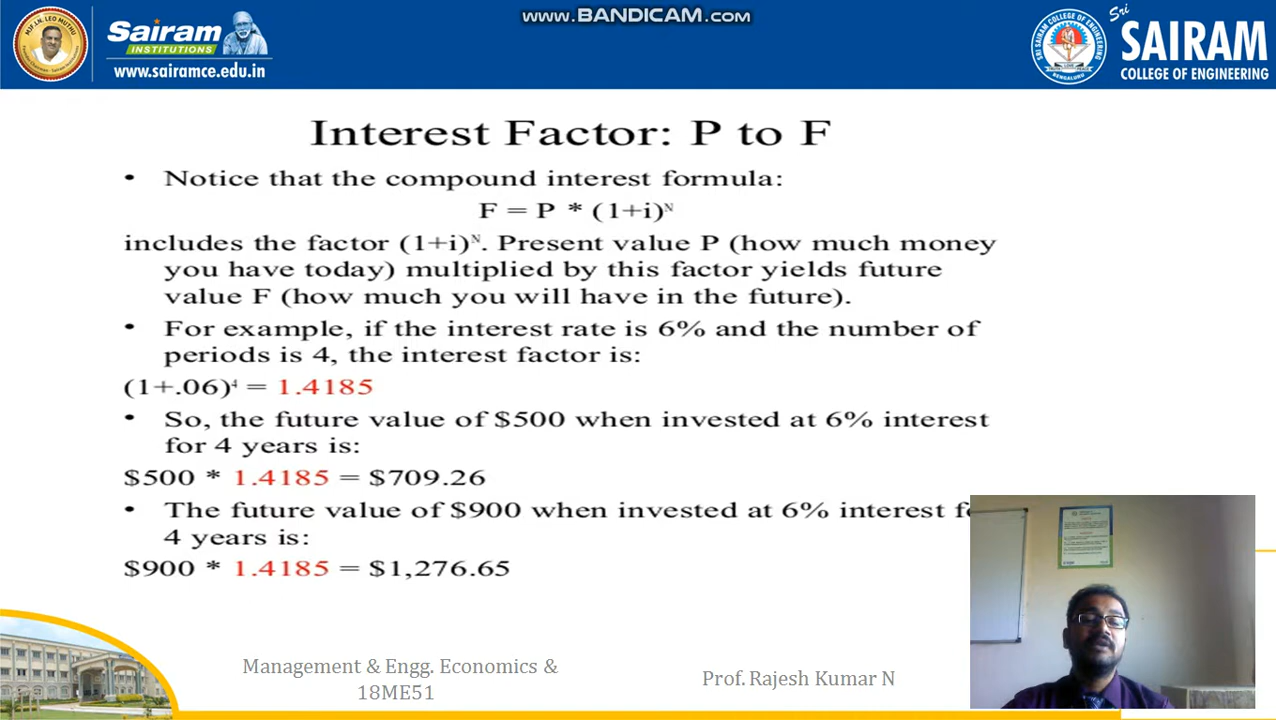 www.BANDICAM.com
MJF. LN. LEO MUTHU
Sairam
INSTITUTIONS
www.sairamce.edu.in
Sri
SAIRAM
COLLEGE OF ENGINEERING
Interest Factor: P to F
• Notice that the compound interest formula:
F = P * (1+i)ᴺ
includes the factor (1+i)ᴺ. Present value P (how much money
you have today) multiplied by this factor yields future
value F (how much you will have in the future).
• For example, if the interest rate is 6% and the number of
periods is 4, the interest factor is:
(1+.06)⁴ = 1.4185
• So, the future value of $500 when invested at 6% interest
for 4 years is:
$500 * 1.4185 = $709.26
• The future value of $900 when invested at 6% interest f
4 years is:
$900 * 1.4185 = $1,276.65
Management & Engg. Economics &
18ME51
Prof. Rajesh Kumar N